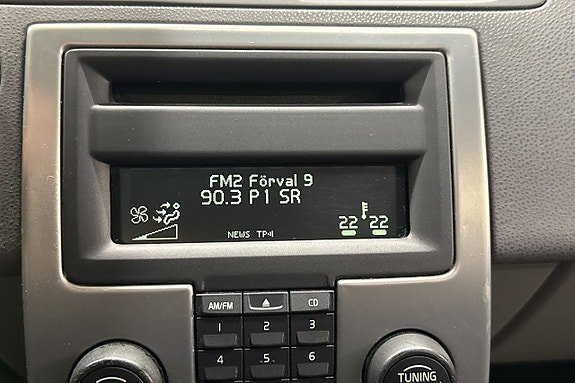 FM2 Förval 9
90.3 P1 SR
22 22
NEWS TP
AM/FM CD
1 2 3
4 .5. 6
TUNING